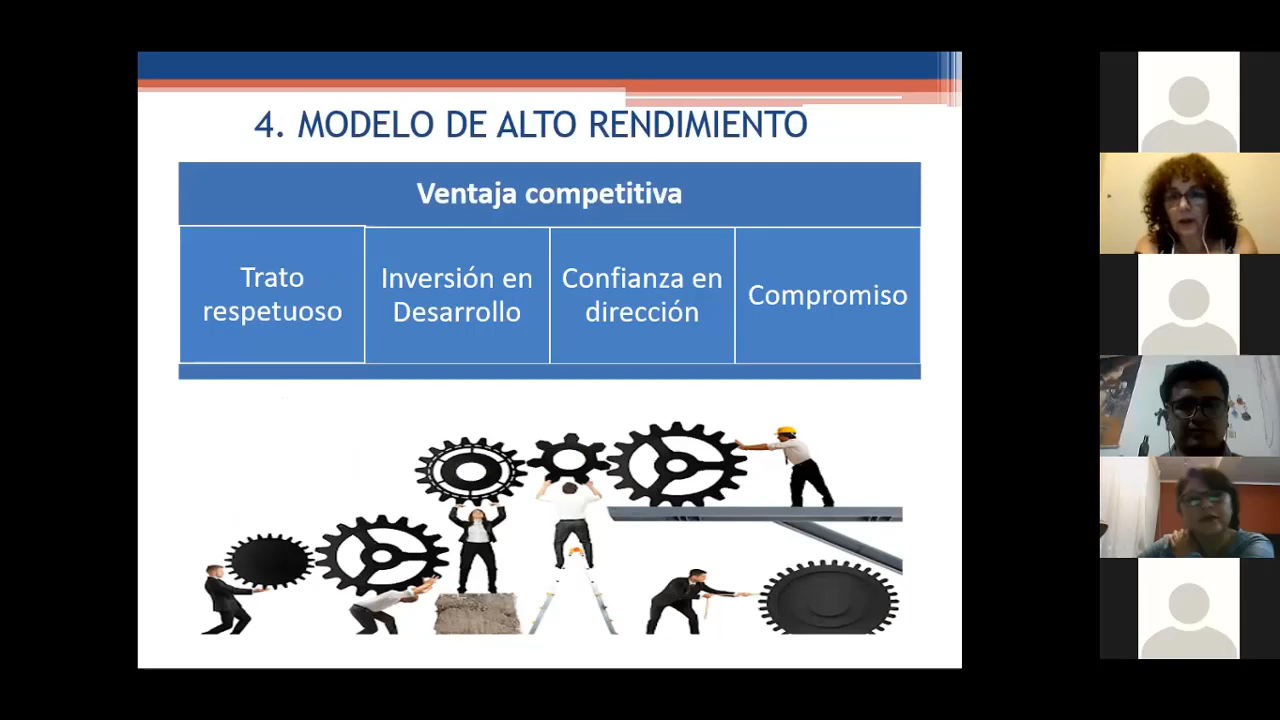 4. MODELO DE ALTO RENDIMIENTO
Ventaja competitiva
Trato
respetuoso
Inversión en
Desarrollo
Confianza en
dirección
Compromiso